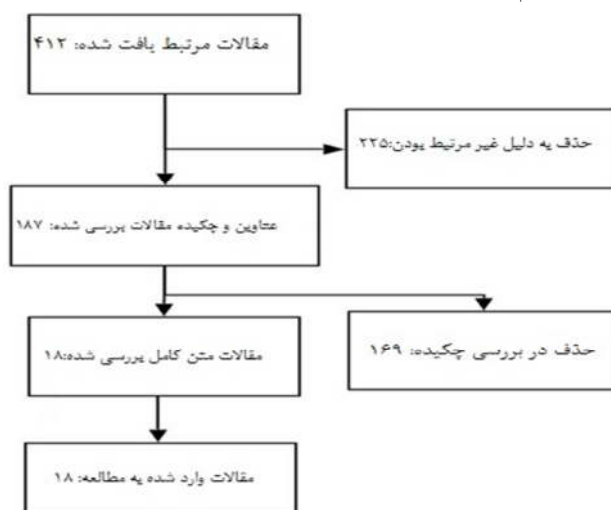 مقالات مرتبط یافت شده: ۴۱۲
حذف به دلیل غیر مرتبط بودن:۲۲۵
عناوین و چکیده مقالات بررسی شده: ۱۸۷
حذف در بررسی چکیده: ۱۶۹
مقالات متن کامل بررسی شده:۱۸
مقالات وارد شده به مطالعه: ۱۸